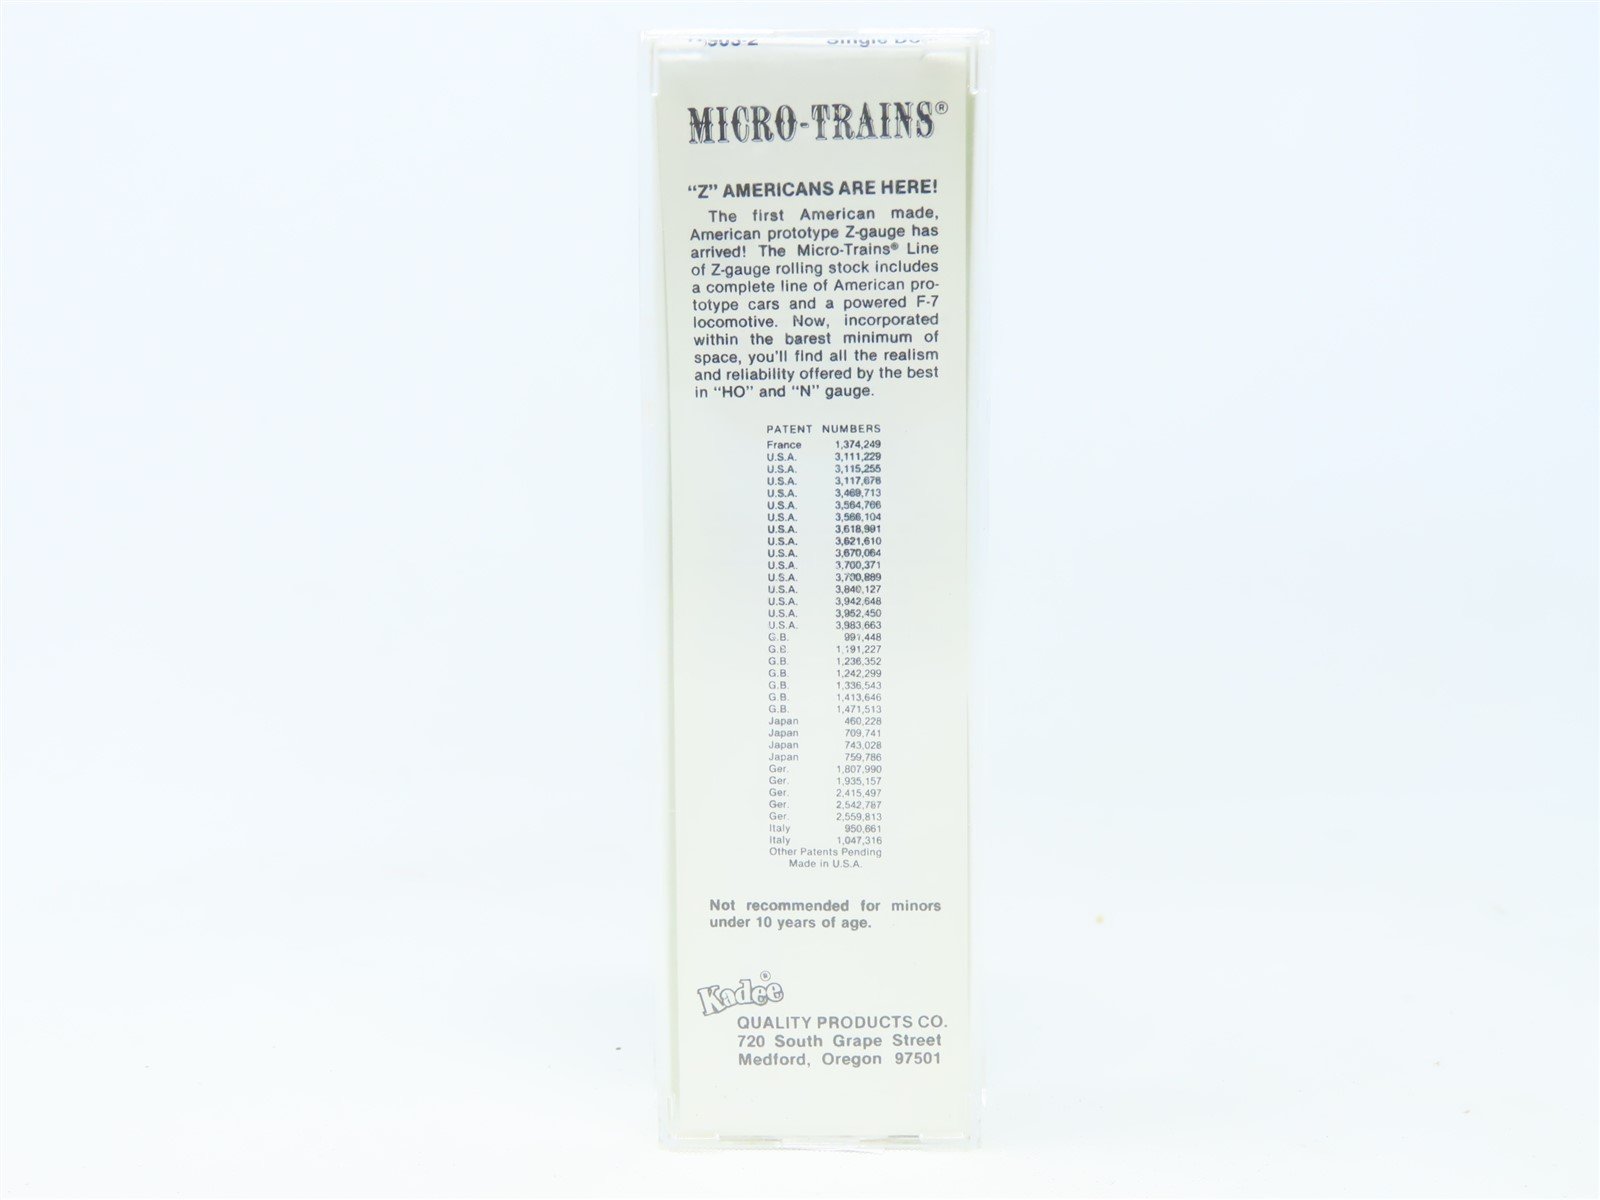 MICRO-TRAINS®
“Z” AMERICANS ARE HERE!
The first American made,
American prototype Z-gauge has
arrived! The Micro-Trains® Line
of Z-gauge rolling stock includes
a complete line of American pro-
totype cars and a powered F-7
locomotive. Now, incorporated
within the barest minimum of
space, you'll find all the realism
and reliability offered by the best
in “HO” and “N” gauge.
PATENT NUMBERS
France 1,374,249
U.S.A. 3,111,229
U.S.A. 3,115,255
U.S.A. 3,117,676
U.S.A. 3,469,713
U.S.A. 3,564,766
U.S.A. 3,566,104
U.S.A. 3,618,991
U.S.A. 3,621,610
U.S.A. 3,670,064
U.S.A. 3,700,371
U.S.A.
U.S.A. 3,840,127
U.S.A. 3,942,648
U.S.A. 3,952,450
U.S.A. 3,983,663
G.B. 991,448
G.B. 1,191,227
G.B. 1,236,352
G.B. 1,242,299
G.B. 1,336,543
G.B. 1,413,646
G.B. 1,471,513
Japan 460,228
Japan 709,741
Japan 743,028
Japan 759,786
Ger. 1,807,990
Ger. 1,935,157
Ger. 2,415,497
Ger. 2,542,787
Ger. 2,559,813
Italy 950,661
Italy 1,047,316
Other Patents Pending
Made in U.S.A.
Not recommended for minors
under 10 years of age.
Kadee®
QUALITY PRODUCTS CO.
720 South Grape Street
Medford, Oregon 97501